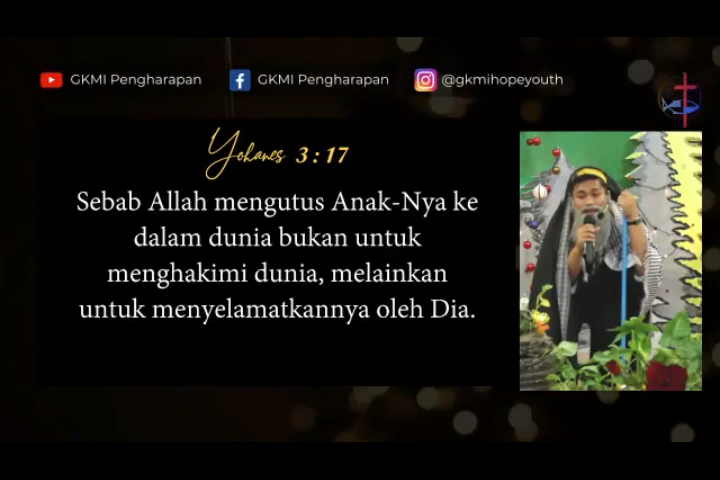 GKMI Pengharapan
GKMI Pengharapan
@gkmihopeyouth
Yohanes 3:17
Sebab Allah mengutus Anak-Nya ke
dalam dunia bukan untuk
menghakimi dunia, melainkan
untuk menyelamatkannya oleh Dia.